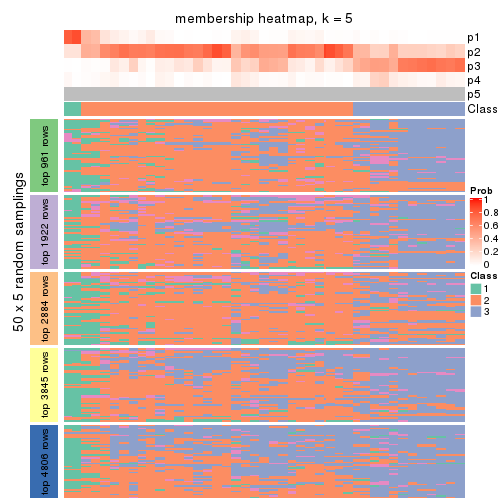 membership heatmap, k = 5
p1
p2
p3
p4
p5
Class
50 x 5 random samplings
top 961 rows
top 1922 rows
top 2884 rows
top 3845 rows
top 4806 rows
Prob
1
0.8
0.6
0.4
0.2
0
Class
1
2
3